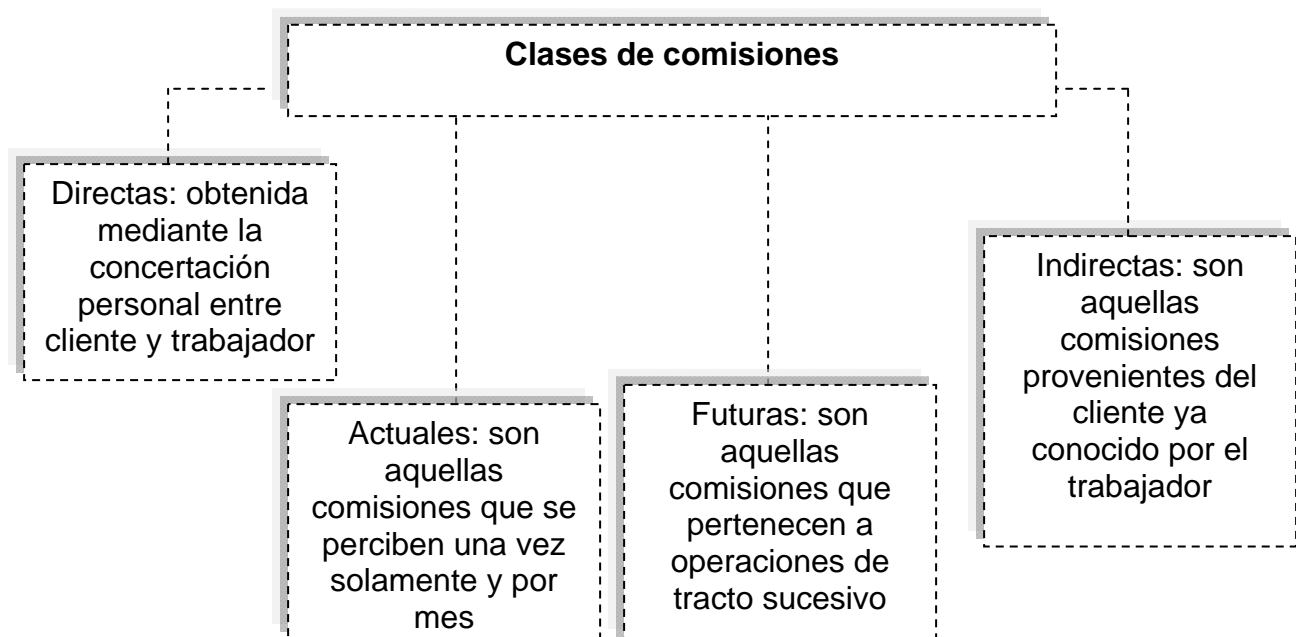 Clases de comisiones
Directas: obtenida
mediante la
concertación
personal entre
cliente y trabajador
Actuales: son
aquellas
comisiones que se
perciben una vez
solamente y por
mes
Futuras: son
aquellas
comisiones que
pertenecen a
operaciones de
tracto sucesivo
Indirectas: son
aquellas
comisiones
provenientes del
cliente ya
conocido por el
trabajador